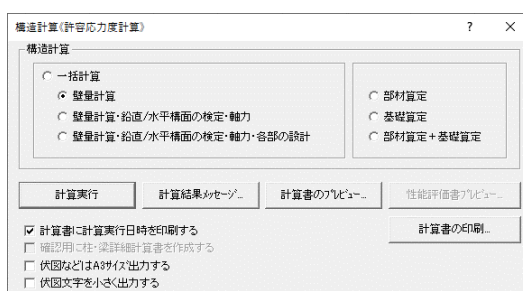 構造計算《許容応力度計算》
構造計算
一括計算
壁量計算
壁量計算・鉛直/水平構面の検定・軸力
壁量計算・鉛直/水平構面の検定・軸力・各部の設計
部材算定
基礎算定
部材算定+基礎算定
計算実行
計算結果ﾒｯｾｰｼﾞ...
計算書のﾌﾟﾚﾋﾞｭｰ...
性能評価書ﾌﾟﾚﾋﾞｭｰ...
計算書に計算実行日時を印刷する
計算書の印刷...
確認用に柱・梁詳細計算書を作成する
伏図などはA3ｻｲｽﾞ出力する
伏図文字を小さく出力する